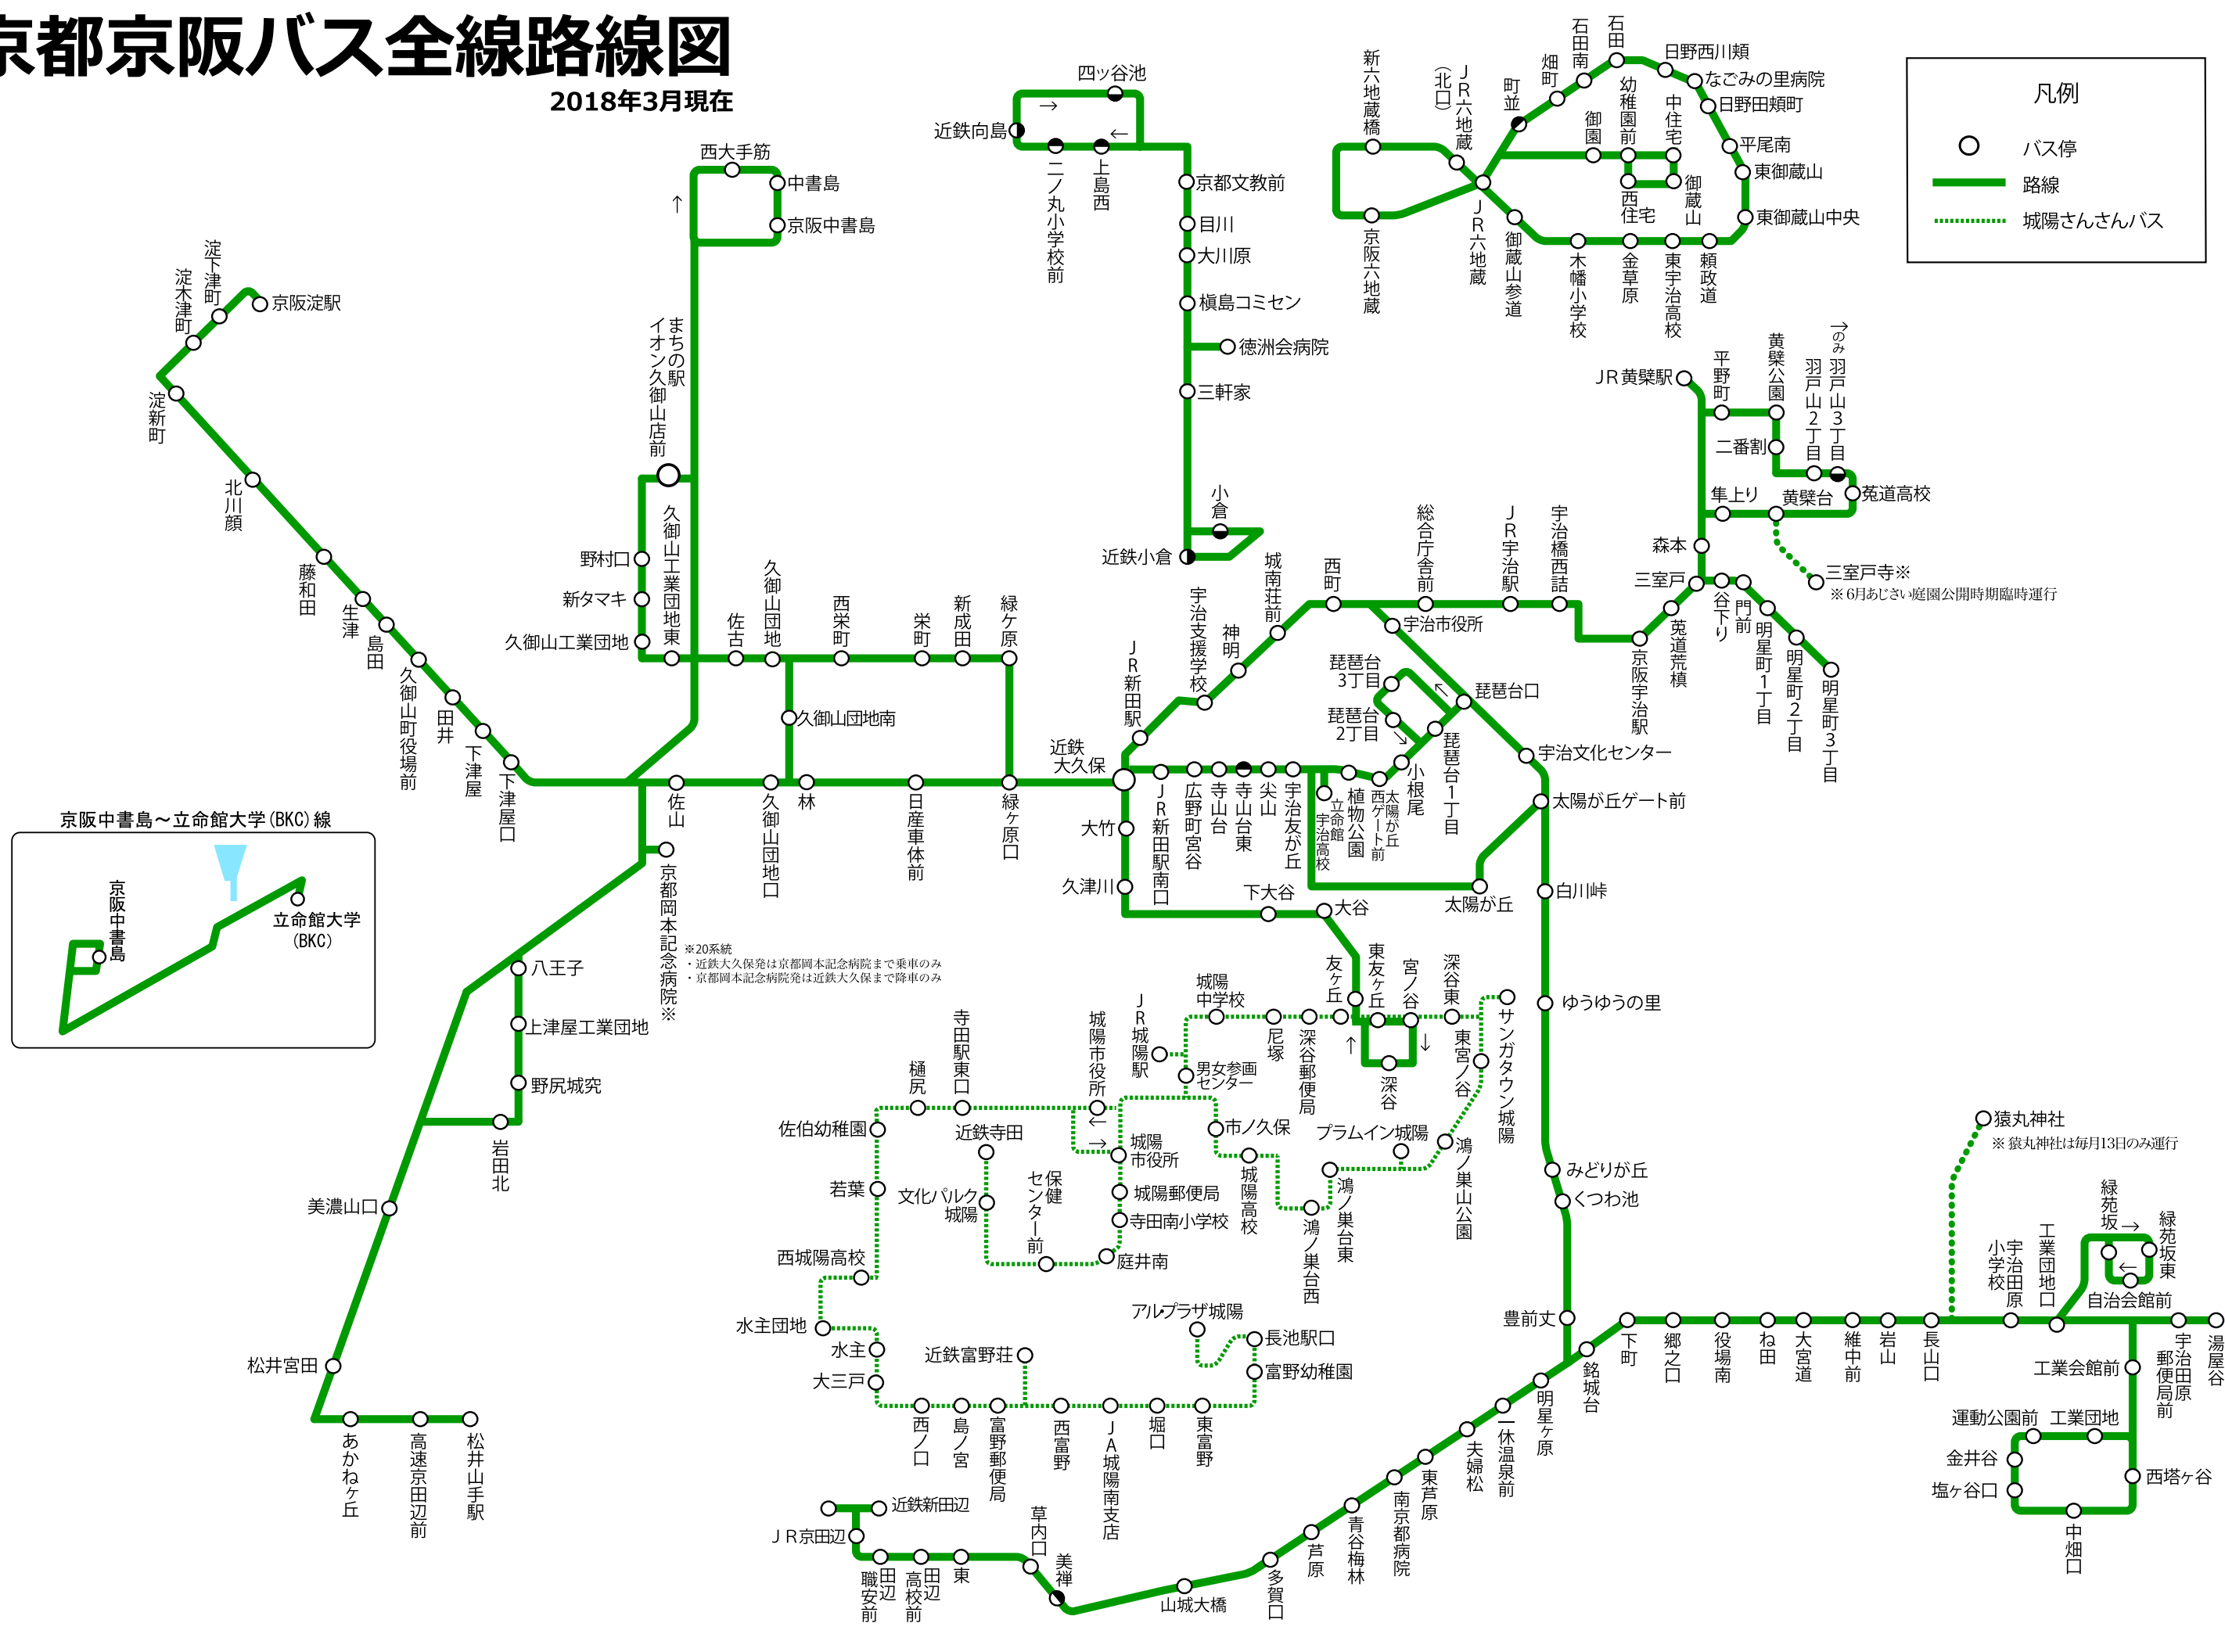 京都京阪バス全線路線図
2018年3月現在
凡例
バス停
路線
城陽さんさんバス
四ッ谷池
→
←
近鉄向島
二ノ丸小学校前
上島西
京都文教前
目川
大川原
槇島コミセン
徳洲会病院
三軒家
小倉
近鉄小倉
新六地蔵橋
JR六地蔵
(北口)
京阪六地蔵
JR六地蔵
町並
畑町
石田南
石田
日野西川頬
なごみの里病院
日野田頬町
平尾南
東御蔵山
東御蔵山中央
御園
幼稚園前
中住宅
西住宅
御蔵山
御蔵山参道
木幡小学校
金草原
東宇治高校
頼政道
西大手筋
中書島
京阪中書島
↑
淀下津町
淀木津町
京阪淀駅
淀新町
北川顔
藤和田
生津
島田
久御山町役場前
田井
下津屋
下津屋口
まちの駅
イオン久御山店前
野村口
新タマキ
久御山工業団地
久御山工業団地東
佐古
久御山団地
西栄町
栄町
新成田
緑ケ原
久御山団地南
佐山
久御山団地口
林
日産車体前
緑ヶ原口
近鉄
大久保
JR新田駅
宇治支援学校
神明
城南荘前
西町
総合庁舎前
JR宇治駅
宇治橋西詰
京阪宇治駅
宇治市役所
菟道荒槙
三室戸
谷下り
門前
明星町1丁目
明星町2丁目
明星町3丁目
JR黄檗駅
平野町
黄檗公園
二番割
羽戸山2丁目
→のみ
羽戸山3丁目
菟道高校
隼上り
黄檗台
森本
三室戸寺※
※ 6月あじさい庭園公開時期臨時運行
琵琶台
3丁目
琵琶台
2丁目
琵琶台口
琵琶台1丁目
小根尾
太陽が丘
西ゲート前
植物公園
立命館
宇治高校
宇治友が丘
尖山
寺山台東
寺山台
広野町宮谷
JR新田駅南口
宇治文化センター
太陽が丘ゲート前
太陽が丘
白川峠
ゆうゆうの里
みどりが丘
くつわ池
豊前丈
大竹
久津川
下大谷
大谷
友ヶ丘
東友ヶ丘
宮ノ谷
深谷東
深谷
↑
↓
城陽
中学校
尼塚
深谷郵便局
東宮ノ谷
サンガタウン城陽
JR城陽駅
男女参画
センター
市ノ久保
城陽高校
鴻ノ巣台西
鴻ノ巣台東
プラムイン城陽
鴻ノ巣山公園
城陽市役所
←
→
城陽
市役所
城陽郵便局
寺田南小学校
庭井南
保健
センター前
文化パルク
城陽
近鉄寺田
寺田駅東口
樋尻
佐伯幼稚園
若葉
西城陽高校
水主団地
水主
大三戸
西ノ口
島ノ宮
富野郵便局
近鉄富野荘
西富野
JA城陽南支店
堀口
東富野
富野幼稚園
長池駅口
アル・プラザ城陽
京阪中書島～立命館大学(BKC)線
京阪中書島
立命館大学
(BKC)
京都岡本記念病院※
※20系統
・近鉄大久保発は京都岡本記念病院まで乗車のみ
・京都岡本記念病院発は近鉄大久保まで降車のみ
八王子
上津屋工業団地
野尻城究
岩田北
美濃山口
松井宮田
あかねヶ丘
高速京田辺前
松井山手駅
近鉄新田辺
JR京田辺
田辺
職安前
田辺
高校前
東
草内口
美禅
山城大橋
多賀口
芦原
青谷梅林
南京都病院
東芦原
夫婦松
一休温泉前
明星ヶ原
銘城台
下町
郷之口
役場南
ね田
大宮道
維中前
岩山
長山口
宇治田原
小学校
工業団地口
猿丸神社
※ 猿丸神社は毎月13日のみ運行
緑苑坂
→
←
緑苑坂東
自治会館前
宇治田原
郵便局前
湯屋谷
工業会館前
運動公園前
工業団地
金井谷
塩ヶ谷口
西塔ヶ谷
中畑口